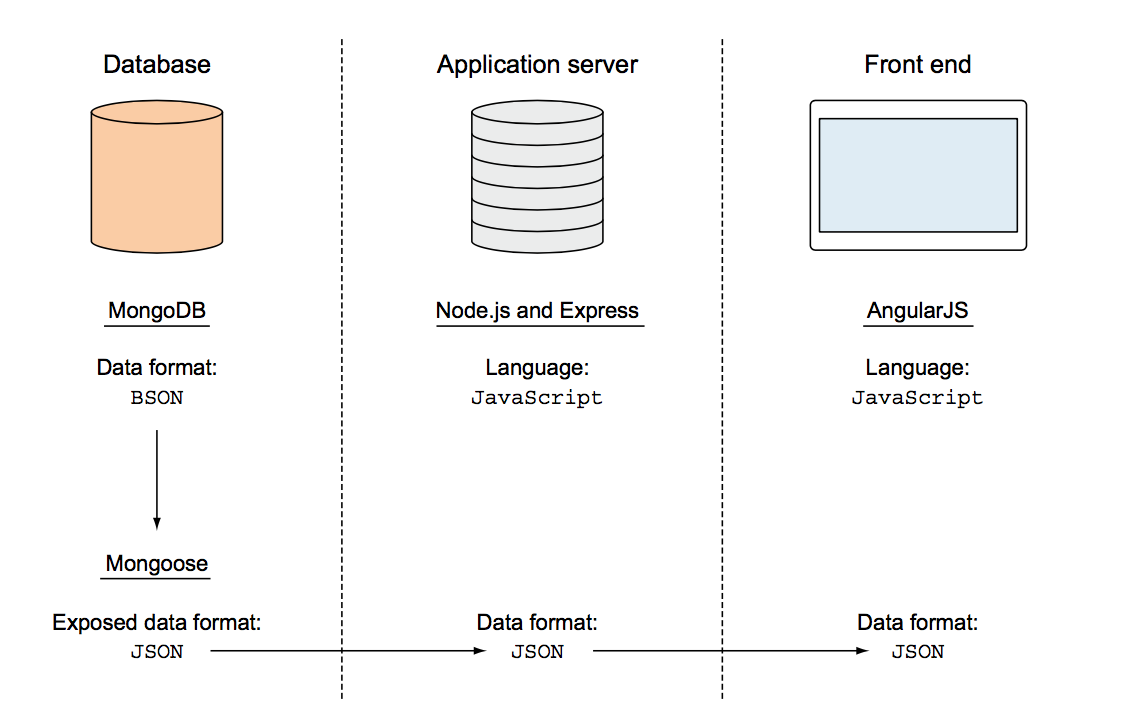 Database
Application server
Front end
MongoDB
Node.js and Express
AngularJS
Data format:
BSON
Language:
JavaScript
Language:
JavaScript
Mongoose
Exposed data format:
JSON
Data format:
JSON
Data format:
JSON